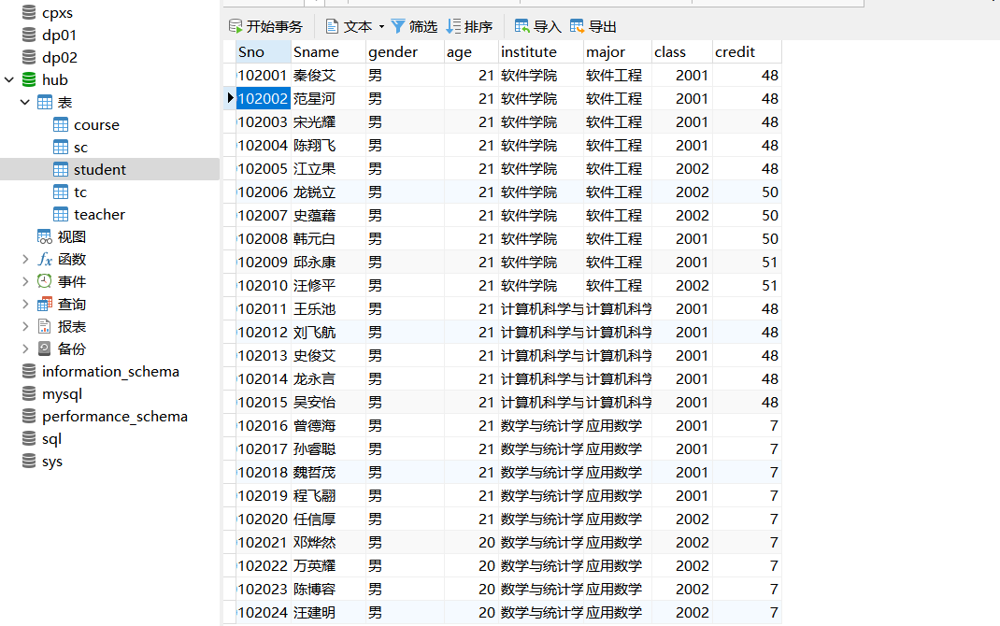 cpxs
dp01
dp02
hub
表
course
sc
student
tc
teacher
视图
fx 函数
事件
查询
报表
备份
information_schema
mysql
performance_schema
sql
sys
开始事务 文本 筛选 排序 导入 导出
Sno Sname gender age institute major class credit
102001 秦俊艾 男 21 软件学院 软件工程 2001 48
102002 范星河 男 21 软件学院 软件工程 2001 48
102003 宋光耀 男 21 软件学院 软件工程 2001 48
102004 陈翔飞 男 21 软件学院 软件工程 2001 48
102005 江立果 男 21 软件学院 软件工程 2002 48
102006 龙锐立 男 21 软件学院 软件工程 2002 50
102007 史蕴藉 男 21 软件学院 软件工程 2002 50
102008 韩元白 男 21 软件学院 软件工程 2001 50
102009 邱永康 男 21 软件学院 软件工程 2001 51
102010 汪修平 男 21 软件学院 软件工程 2002 51
102011 王乐池 男 21 计算机科学与 计算机科学 2001 48
102012 刘飞航 男 21 计算机科学与 计算机科学 2001 48
102013 史俊艾 男 21 计算机科学与 计算机科学 2001 48
102014 龙永言 男 21 计算机科学与 计算机科学 2001 48
102015 吴安怡 男 21 计算机科学与 计算机科学 2001 48
102016 曾德海 男 21 数学与统计学 应用数学 2001 7
102017 孙睿聪 男 21 数学与统计学 应用数学 2001 7
102018 魏哲茂 男 21 数学与统计学 应用数学 2001 7
102019 程飞翮 男 21 数学与统计学 应用数学 2001 7
102020 任信厚 男 21 数学与统计学 应用数学 2002 7
102021 邓烨然 男 20 数学与统计学 应用数学 2002 7
102022 万英耀 男 20 数学与统计学 应用数学 2002 7
102023 陈博容 男 20 数学与统计学 应用数学 2002 7
102024 汪建明 男 20 数学与统计学 应用数学 2002 7